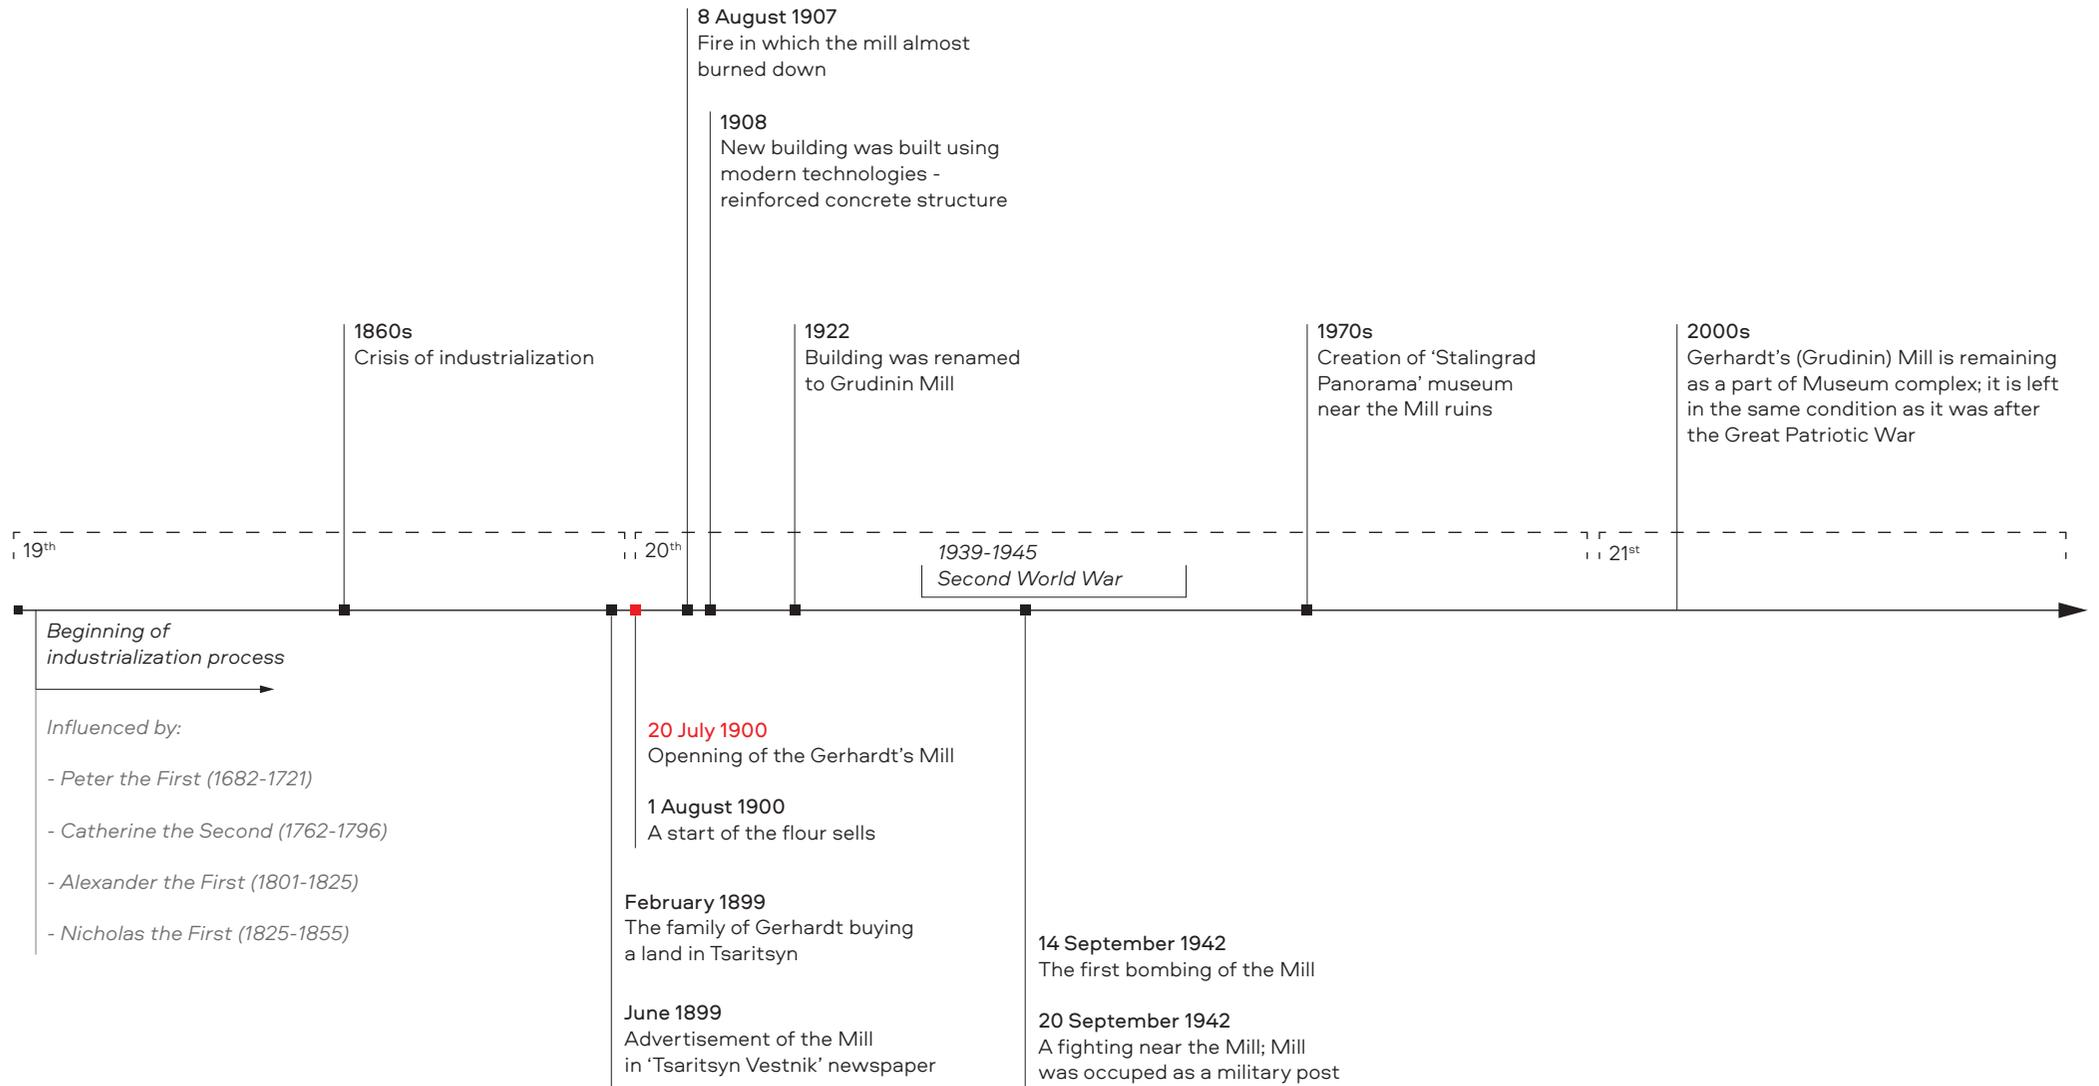 8 August 1907
Fire in which the mill almost
burned down
1908
New building was built using
modern technologies -
reinforced concrete structure
1860s
Crisis of industrialization
1922
Building was renamed
to Grudinin Mill
1970s
Creation of ‘Stalingrad
Panorama’ museum
near the Mill ruins
2000s
Gerhardt’s (Grudinin) Mill is remaining
as a part of Museum complex; it is left
in the same condition as it was after
the Great Patriotic War
19th
20th
1939-1945
Second World War
21st
Beginning of
industrialization process
Influenced by:
- Peter the First (1682-1721)
- Catherine the Second (1762-1796)
- Alexander the First (1801-1825)
- Nicholas the First (1825-1855)
20 July 1900
Openning of the Gerhardt’s Mill
1 August 1900
A start of the flour sells
February 1899
The family of Gerhardt buying
a land in Tsaritsyn
June 1899
Advertisement of the Mill
in ‘Tsaritsyn Vestnik’ newspaper
14 September 1942
The first bombing of the Mill
20 September 1942
A fighting near the Mill; Mill
was occuped as a military post